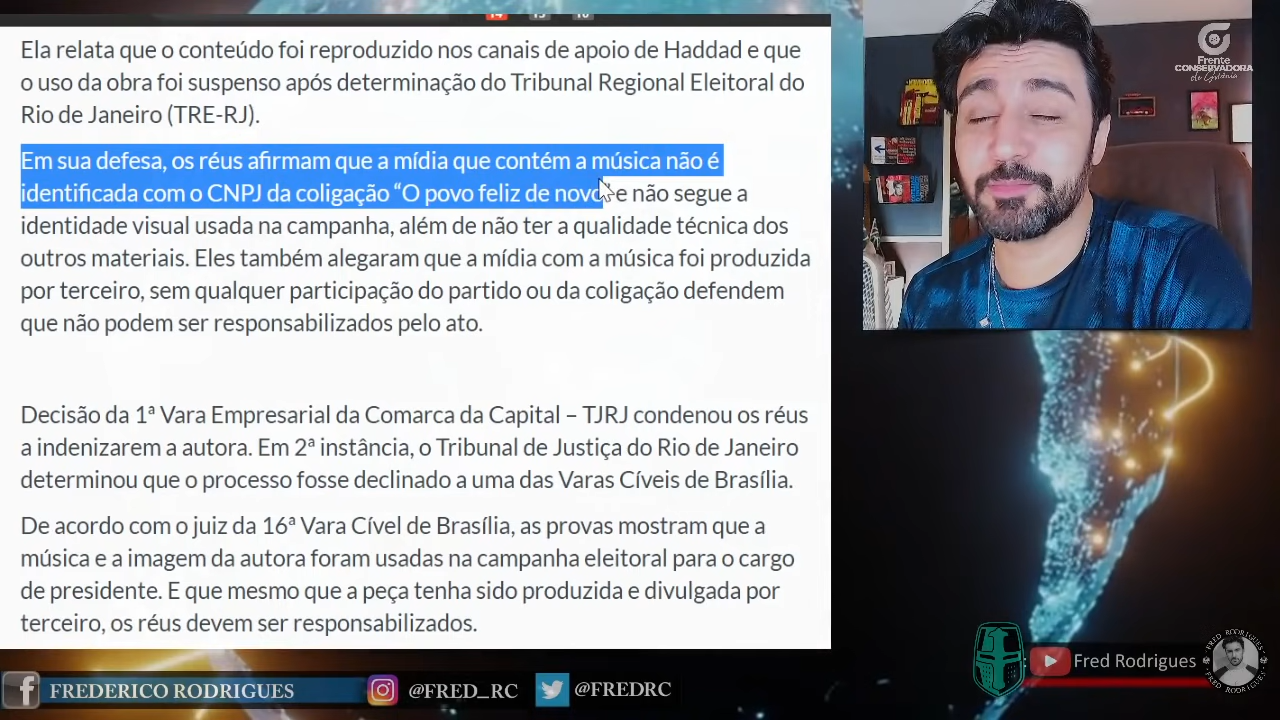 14 15 16
Ela relata que o conteúdo foi reproduzido nos canais de apoio de Haddad e que
o uso da obra foi suspenso após determinação do Tribunal Regional Eleitoral do
Rio de Janeiro (TRE-RJ).
Em sua defesa, os réus afirmam que a mídia que contém a música não é
identificada com o CNPJ da coligação “O povo feliz de novo” e não segue a
identidade visual usada na campanha, além de não ter a qualidade técnica dos
outros materiais. Eles também alegaram que a mídia com a música foi produzida
por terceiro, sem qualquer participação do partido ou da coligação defendem
que não podem ser responsabilizados pelo ato.
Decisão da 1ª Vara Empresarial da Comarca da Capital – TJRJ condenou os réus
a indenizarem a autora. Em 2ª instância, o Tribunal de Justiça do Rio de Janeiro
determinou que o processo fosse declinado a uma das Varas Cíveis de Brasília.
De acordo com o juiz da 16ª Vara Cível de Brasília, as provas mostram que a
música e a imagem da autora foram usadas na campanha eleitoral para o cargo
de presidente. E que mesmo que a peça tenha sido produzida e divulgada por
terceiro, os réus devem ser responsabilizados.
Frente
CONSERVADORA
de Goiânia
FREDERICO RODRIGUES
@FRED_RC
@FREDRC
Fred Rodrigues
FRED RODRIGUES
FRED RODRIGUES